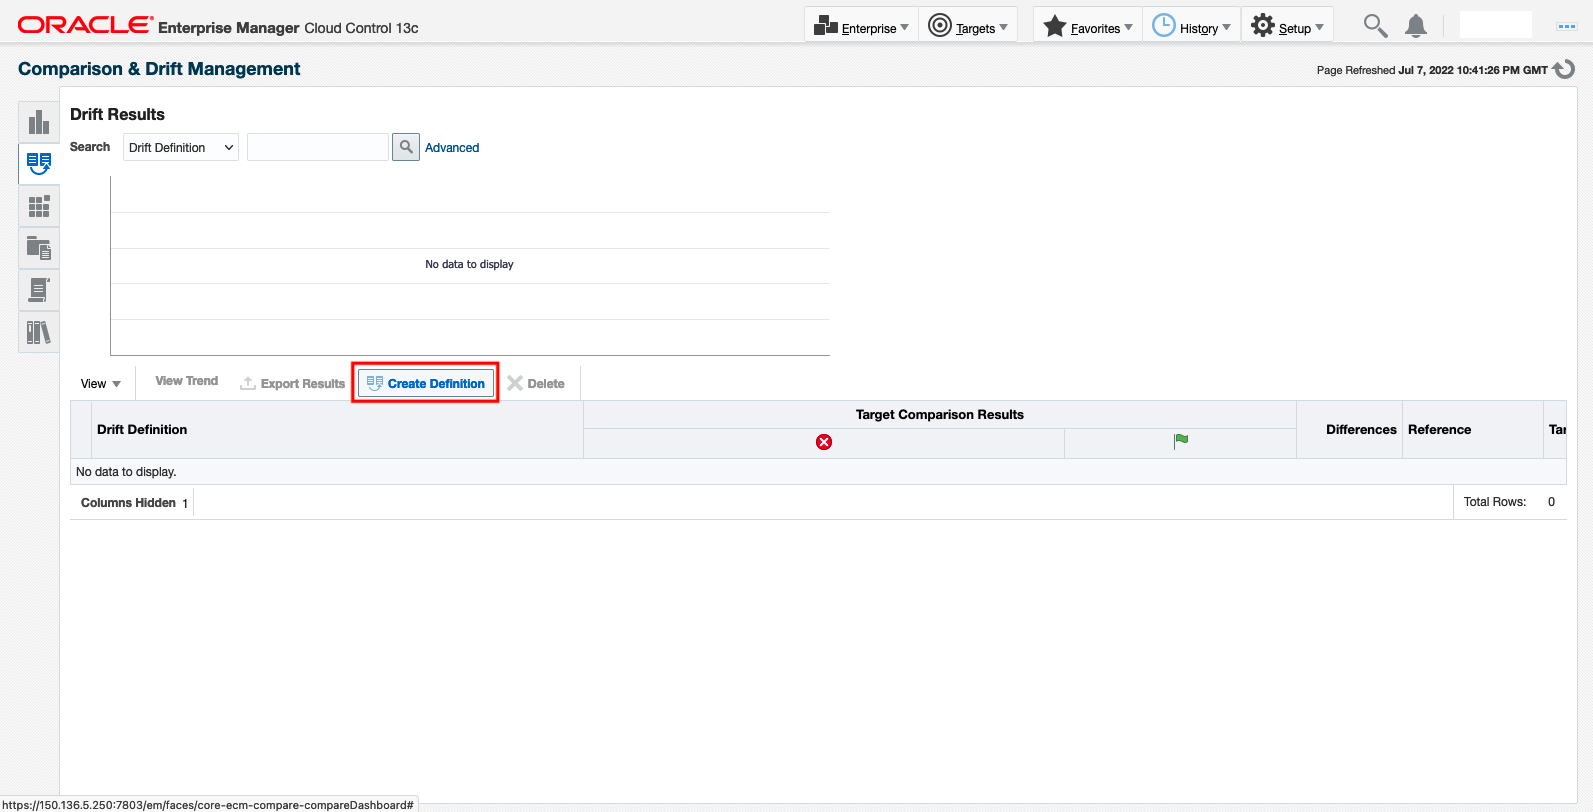 ORACLE® Enterprise Manager Cloud Control 13c
Enterprise Targets Favorites History Setup
Comparison & Drift Management
Page Refreshed Jul 7, 2022 10:41:26 PM GMT
Drift Results
Search Drift Definition Advanced
No data to display
View View Trend Export Results Create Definition Delete
Target Comparison Results
Drift Definition Differences Reference Tar
No data to display.
Columns Hidden 1 Total Rows: 0
https://150.136.5.250:7803/em/faces/core-ecm-compare-compareDashboard#